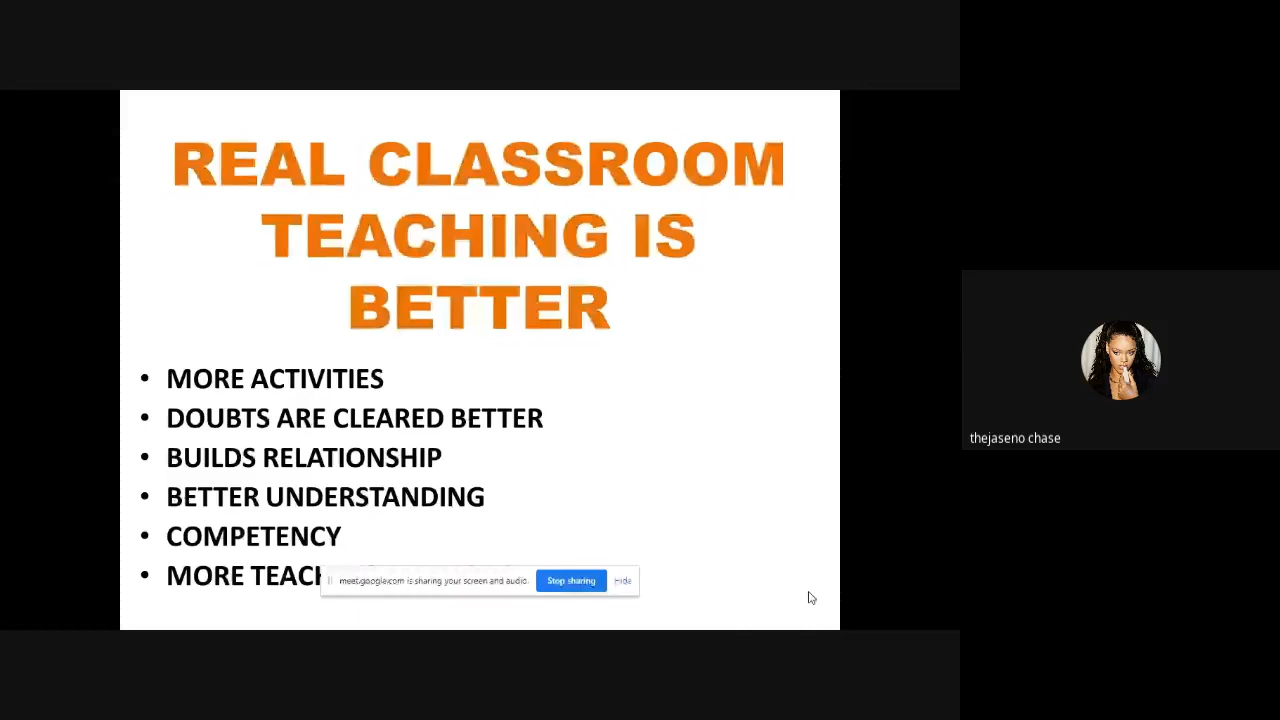 REAL CLASSROOM
TEACHING IS
BETTER
• MORE ACTIVITIES
• DOUBTS ARE CLEARED BETTER
• BUILDS RELATIONSHIP
• BETTER UNDERSTANDING
• COMPETENCY
• MORE
meet.google.com is sharing your screen and audio. Stop sharing Hide
thejaseno chase